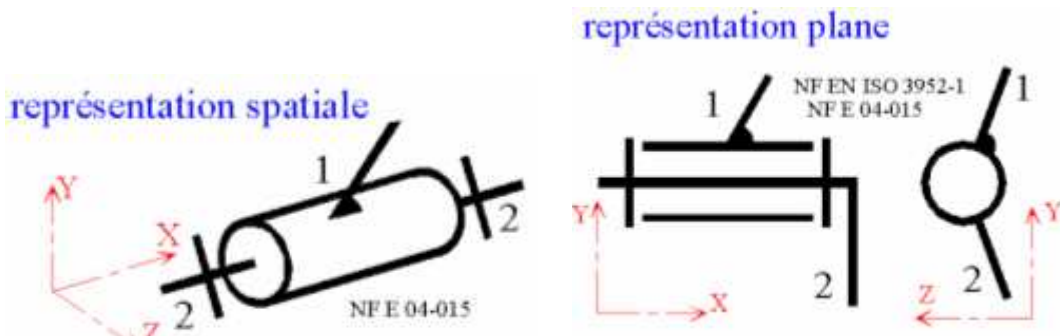 représentation spatiale
1
2
2
Y
X
Z
NF E 04-015
représentation plane
NF EN ISO 3952-1
NF E 04-015
1
2
Y
X
1
2
Z
Y